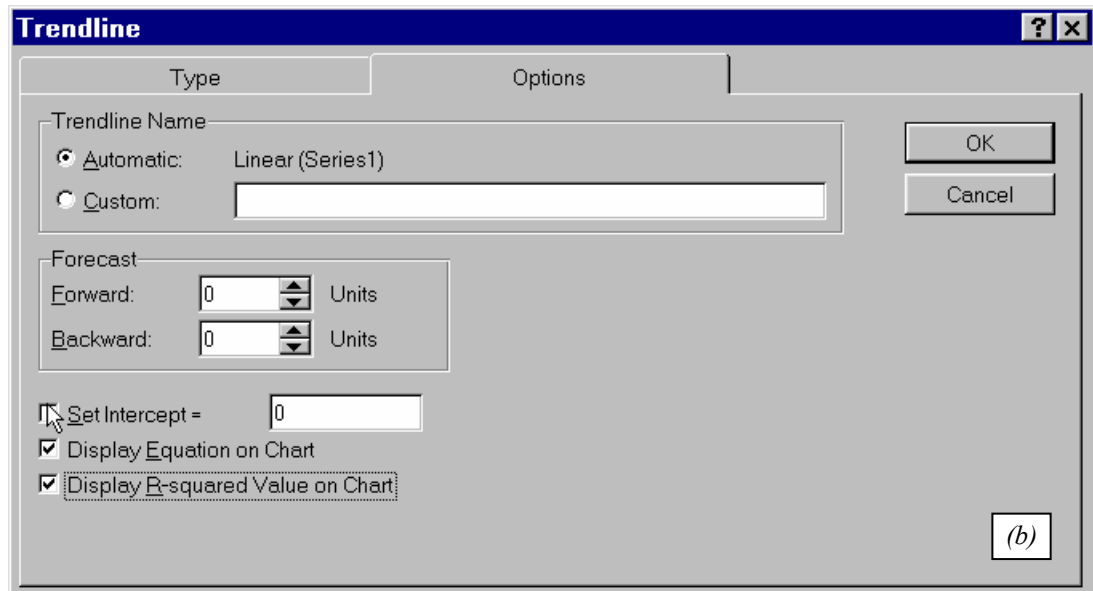 Trendline
Type
Options
Trendline Name
Automatic: Linear (Series1)
Custom:
OK
Cancel
Forecast
Forward: 0 Units
Backward: 0 Units
Set Intercept = 0
Display Equation on Chart
Display R-squared Value on Chart
(b)